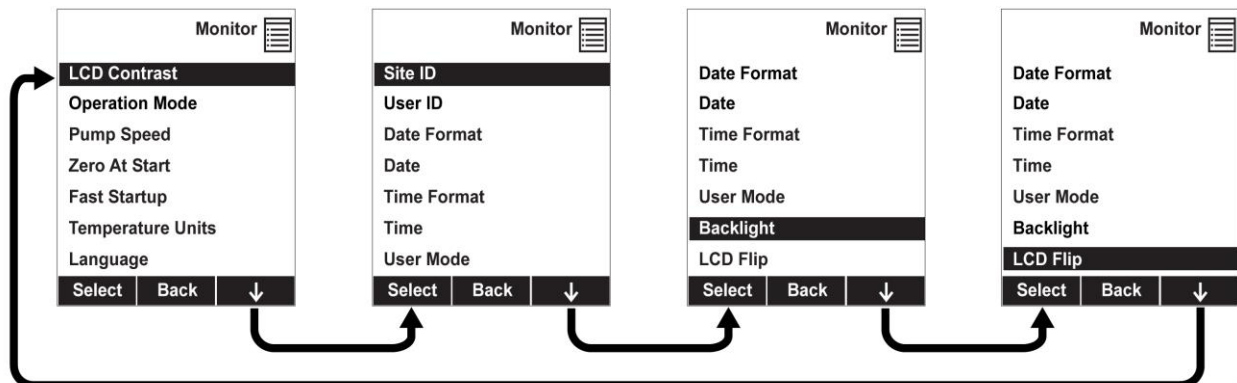 Monitor
LCD Contrast
Operation Mode
Pump Speed
Zero At Start
Fast Startup
Temperature Units
Language
Select Back ↓
Monitor
Site ID
User ID
Date Format
Date
Time Format
Time
User Mode
Select Back ↓
Monitor
Date Format
Date
Time Format
Time
User Mode
Backlight
LCD Flip
Select Back ↓
Monitor
Date Format
Date
Time Format
Time
User Mode
Backlight
LCD Flip
Select Back ↓